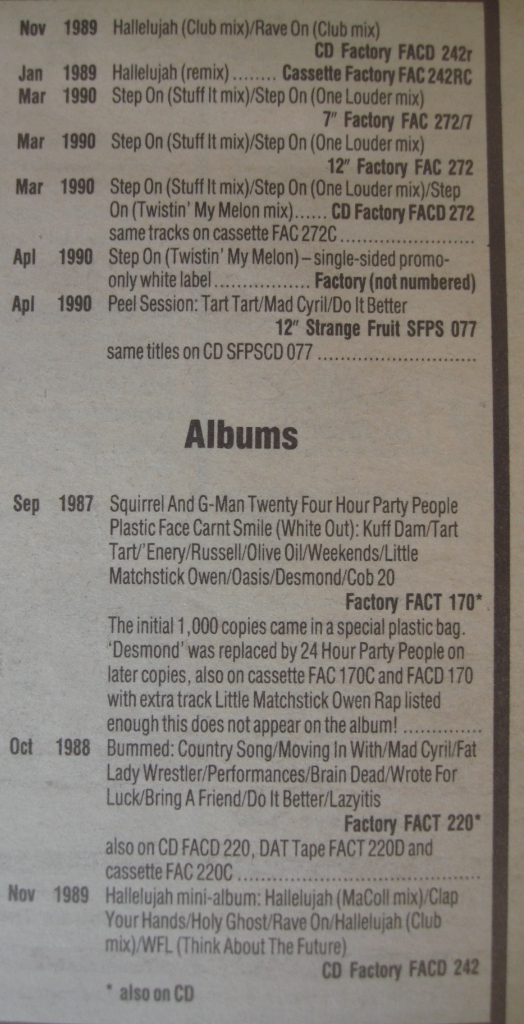 Nov 1989 Hallelujah (Club mix)/Rave On (Club mix)
CD Factory FACD 242r
Jan 1989 Hallelujah (remix) ........ Cassette Factory FAC 242RC
Mar 1990 Step On (Stuff It mix)/Step On (One Louder mix)
7" Factory FAC 272/7
Mar 1990 Step On (Stuff It mix)/Step On (One Louder mix)
12" Factory FAC 272
Mar 1990 Step On (Stuff It mix)/Step On (One Louder mix)/Step
On (Twistin' My Melon mix)...... CD Factory FACD 272
same tracks on cassette FAC 272C ........................
Apl 1990 Step On (Twistin' My Melon) – single-sided promo-
only white label ................. Factory (not numbered)
Apl 1990 Peel Session: Tart Tart/Mad Cyril/Do It Better
12" Strange Fruit SFPS 077
same titles on CD SFPSCD 077 ............................
Albums
Sep 1987 Squirrel And G-Man Twenty Four Hour Party People
Plastic Face Carnt Smile (White Out): Kuff Dam/Tart
Tart/'Enery/Russell/Olive Oil/Weekends/Little
Matchstick Owen/Oasis/Desmond/Cob 20
Factory FACT 170*
The initial 1,000 copies came in a special plastic bag.
'Desmond' was replaced by 24 Hour Party People on
later copies, also on cassette FAC 170C and FACD 170
with extra track Little Matchstick Owen Rap listed
enough this does not appear on the album! ..............
Oct 1988 Bummed: Country Song/Moving In With/Mad Cyril/Fat
Lady Wrestler/Performances/Brain Dead/Wrote For
Luck/Bring A Friend/Do It Better/Lazyitis
Factory FACT 220*
also on CD FACD 220, DAT Tape FACT 220D and
cassette FAC 220C ...........................................
Nov 1989 Hallelujah mini-album: Hallelujah (MaColl mix)/Clap
Your Hands/Holy Ghost/Rave On/Hallelujah (Club
mix)/WFL (Think About The Future)
CD Factory FACD 242
* also on CD